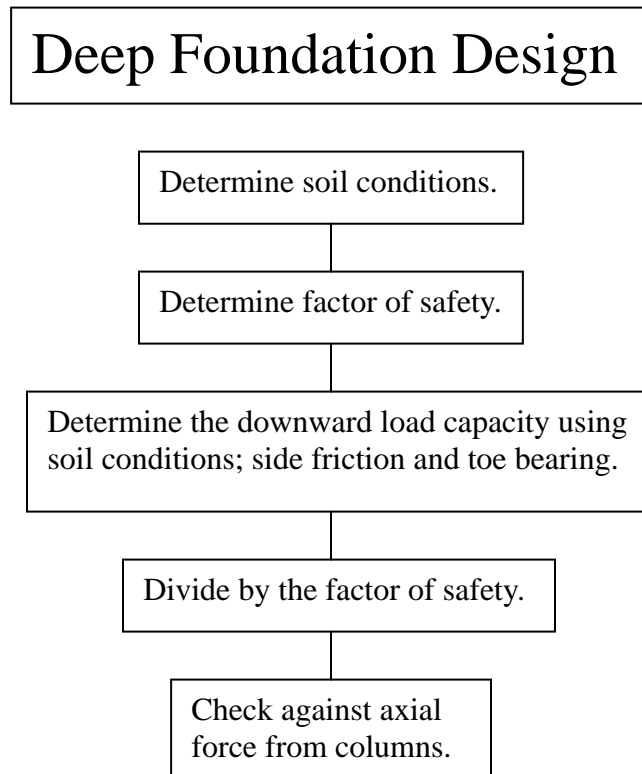 Deep Foundation Design
Determine soil conditions.
Determine factor of safety.
Determine the downward load capacity using
soil conditions; side friction and toe bearing.
Divide by the factor of safety.
Check against axial
force from columns.